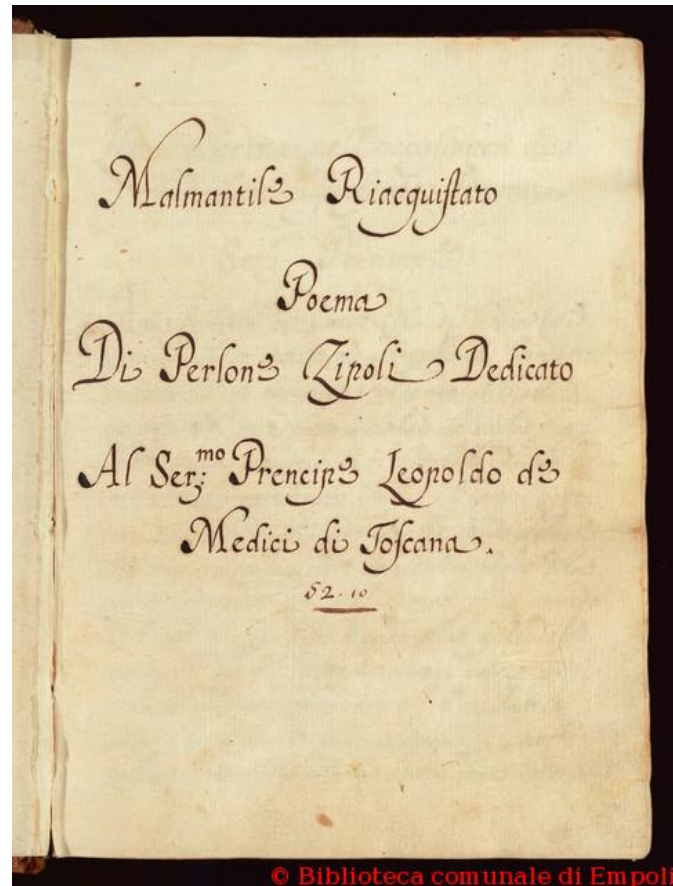 Malmantile Riacquiſtato
Poema
Di Perlone Zipoli Dedicato
Al Ser:mo Prencipe Leopoldo de
Medici di Toſcana.
52.10
© Biblioteca comunale di Empoli